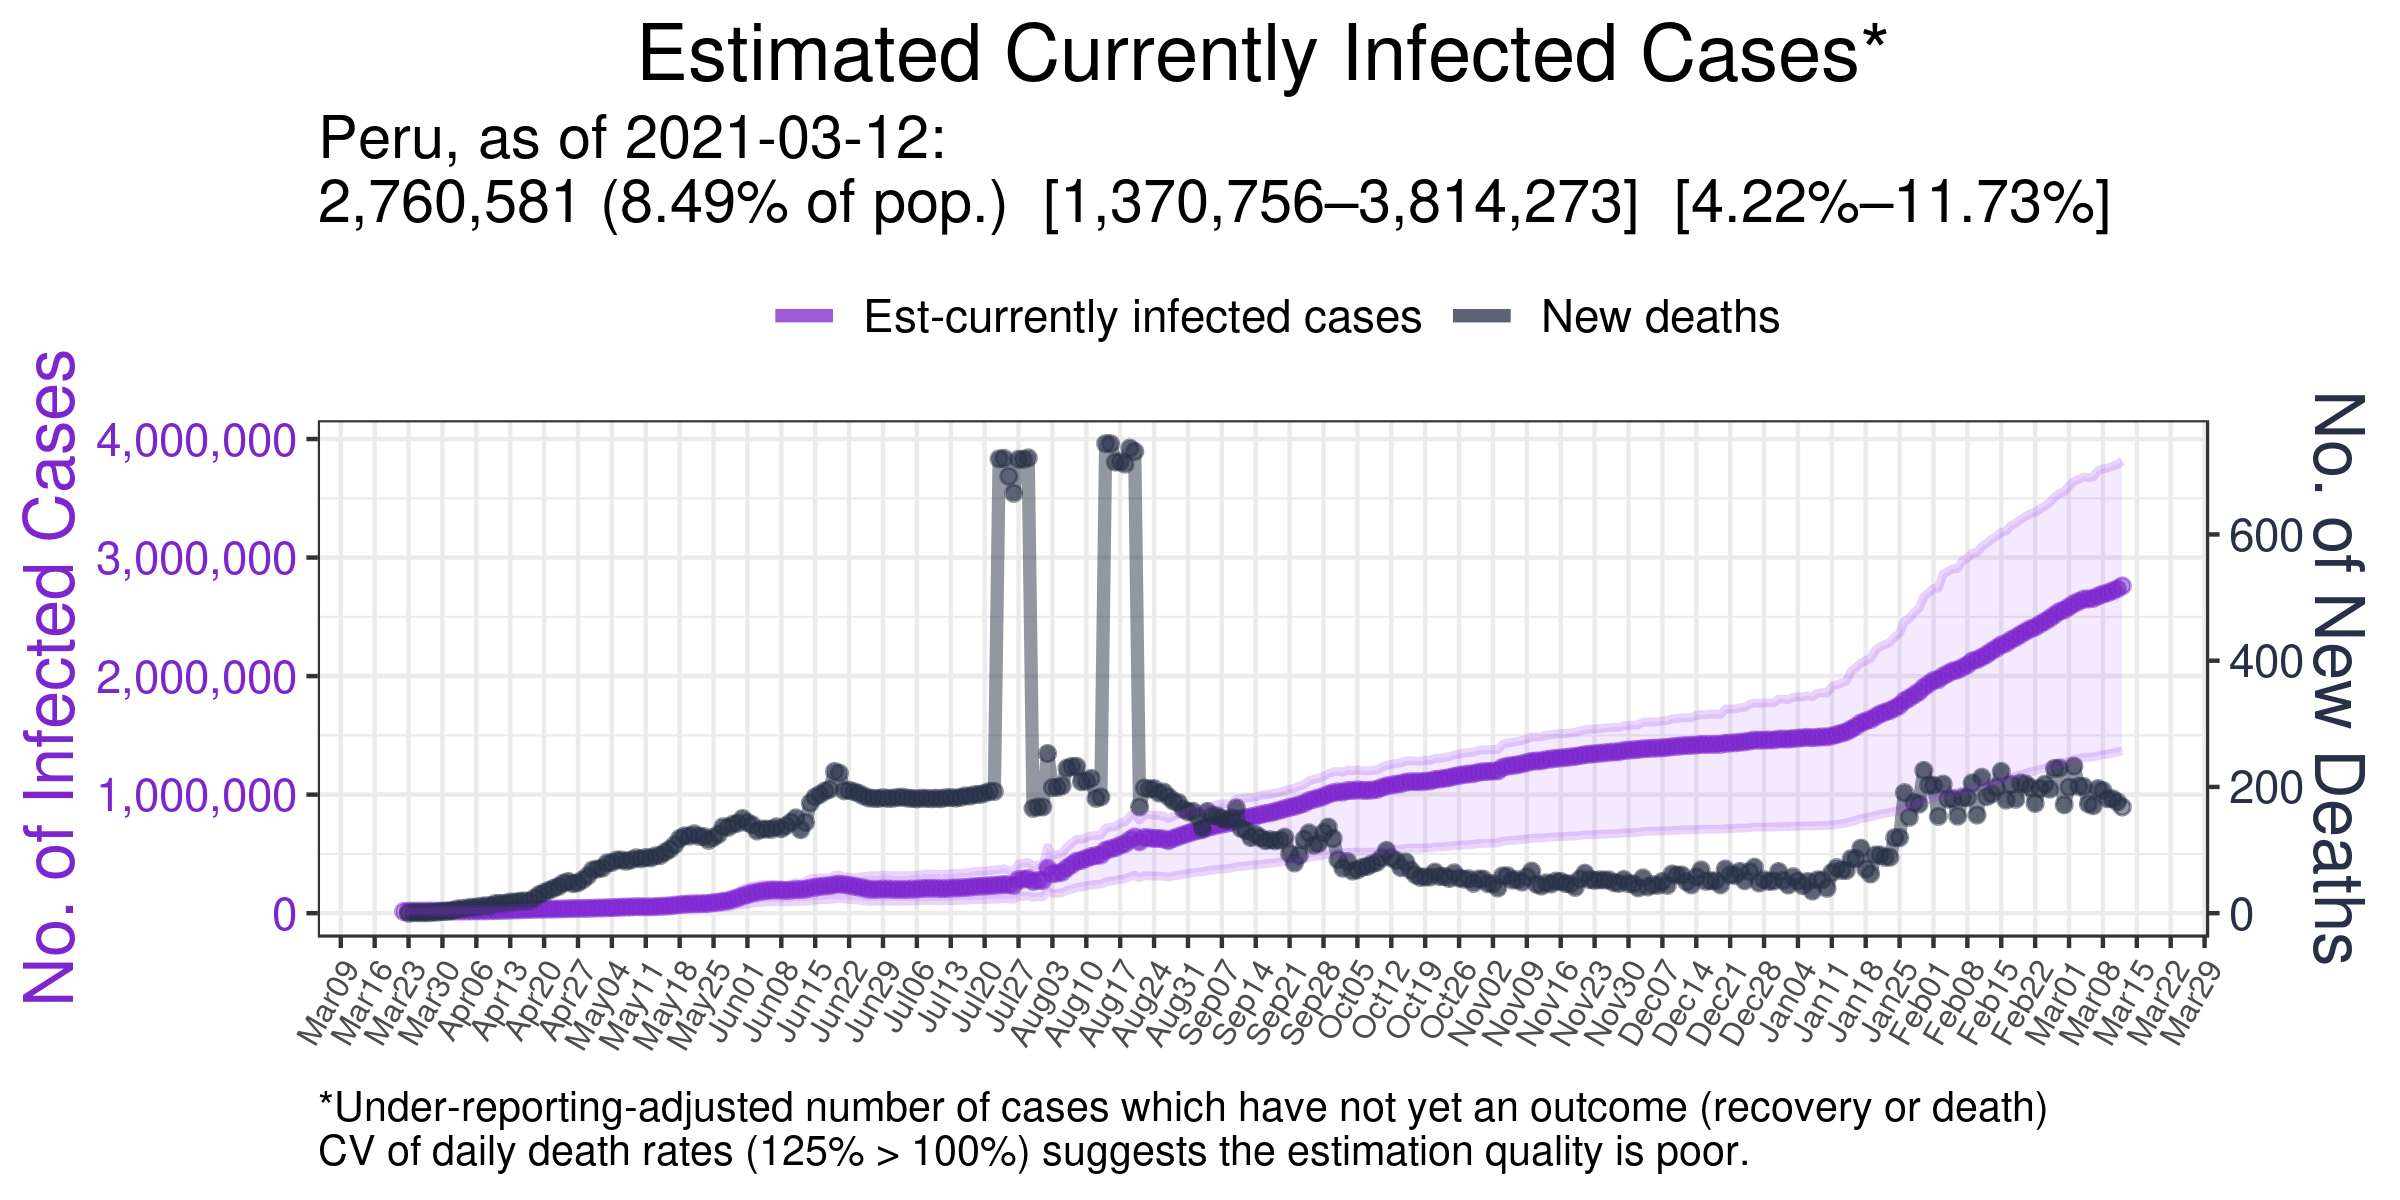 Estimated Currently Infected Cases*
Peru, as of 2021-03-12:
2,760,581 (8.49% of pop.) [1,370,756–3,814,273] [4.22%–11.73%]
Est-currently infected cases
New deaths
No. of Infected Cases
4,000,000
3,000,000
2,000,000
1,000,000
0
No. of New Deaths
600
400
200
0
Mar09
Mar16
Mar23
Mar30
Apr06
Apr13
Apr20
Apr27
May04
May11
May18
May25
Jun01
Jun08
Jun15
Jun22
Jun29
Jul06
Jul13
Jul20
Jul27
Aug03
Aug10
Aug17
Aug24
Aug31
Sep07
Sep14
Sep21
Sep28
Oct05
Oct12
Oct19
Oct26
Nov02
Nov09
Nov16
Nov23
Nov30
Dec07
Dec14
Dec21
Dec28
Jan04
Jan11
Jan18
Jan25
Feb01
Feb08
Feb15
Feb22
Mar01
Mar08
Mar15
Mar22
Mar29
*Under-reporting-adjusted number of cases which have not yet an outcome (recovery or death)
CV of daily death rates (125% > 100%) suggests the estimation quality is poor.